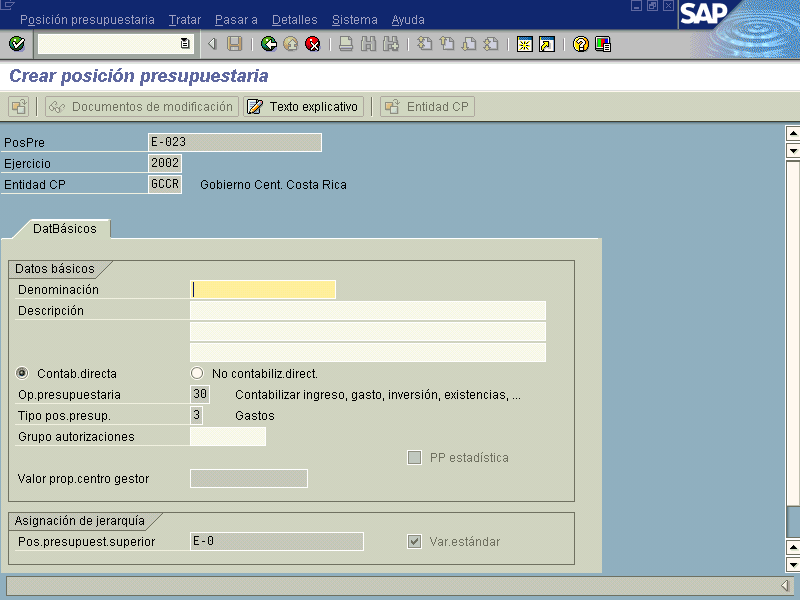 Posición presupuestaria Tratar Pasar a Detalles Sistema Ayuda
SAP
Crear posición presupuestaria
Documentos de modificación Texto explicativo Entidad CP
PosPre E-023
Ejercicio 2002
Entidad CP GCCR Gobierno Cent. Costa Rica
DatBásicos
Datos básicos
Denominación
Descripción
Contab.directa No contabiliz.direct.
Op.presupuestaria 30 Contabilizar ingreso, gasto, inversión, existencias, ...
Tipo pos.presup. 3 Gastos
Grupo autorizaciones
PP estadística
Valor prop.centro gestor
Asignación de jerarquía
Pos.presupuest.superior E-0 Var.estándar